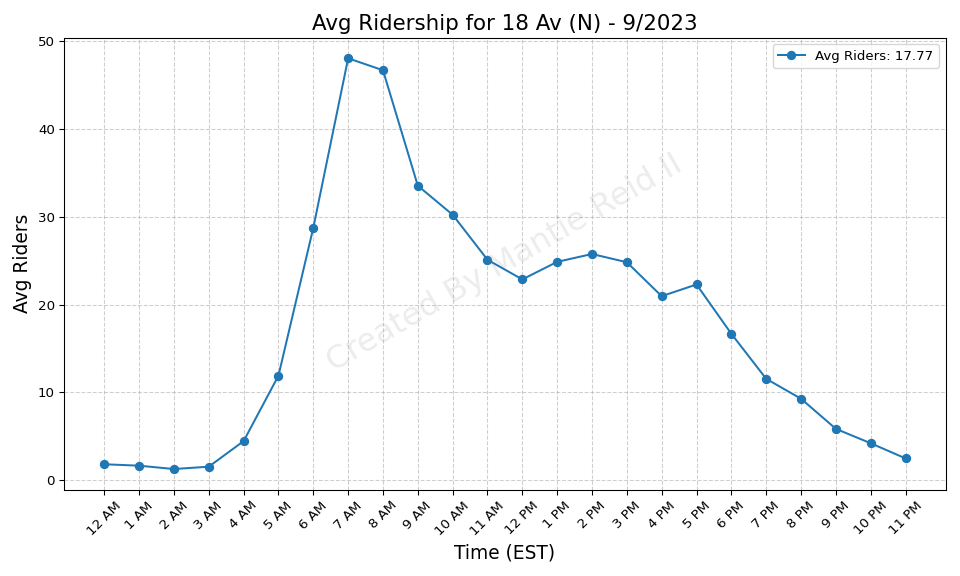 Avg Ridership for 18 Av (N) - 9/2023
Avg Riders: 17.77
Avg Riders
50
40
30
20
10
0
Created By Mantie Reid II
12 AM
1 AM
2 AM
3 AM
4 AM
5 AM
6 AM
7 AM
8 AM
9 AM
10 AM
11 AM
12 PM
1 PM
2 PM
3 PM
4 PM
5 PM
6 PM
7 PM
8 PM
9 PM
10 PM
11 PM
Time (EST)